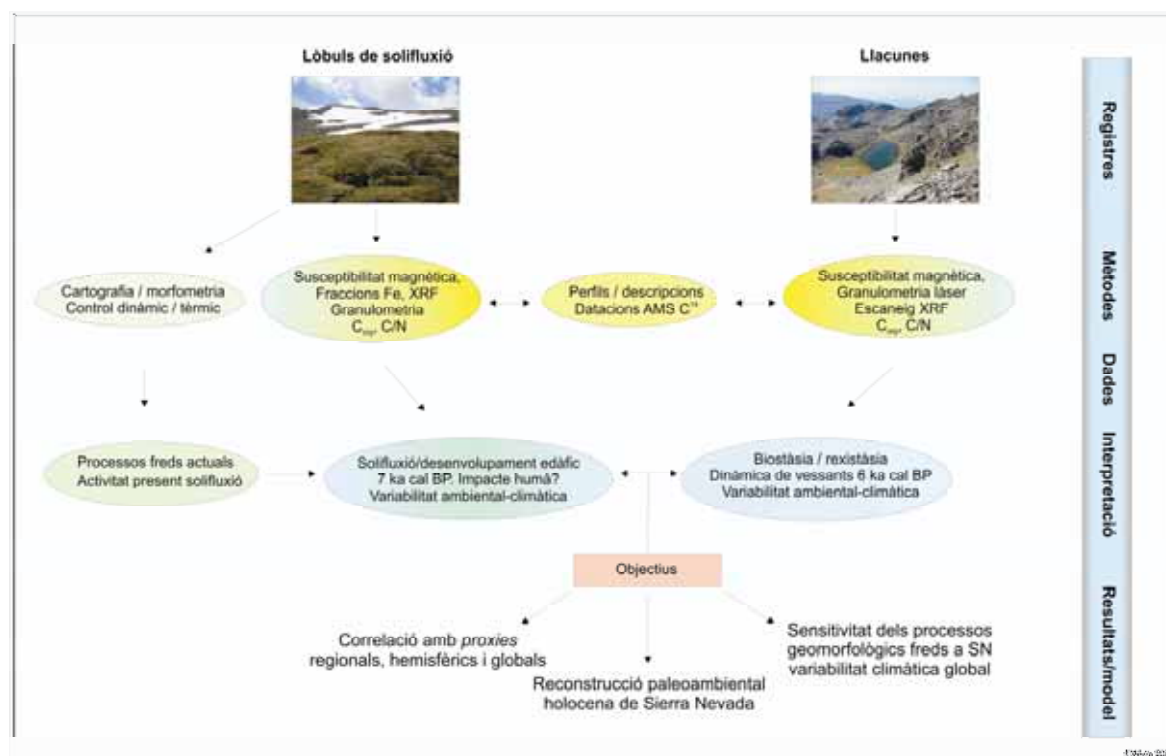 Lòbuls de solifluxió
Llacunes
Cartografia / morfometria
Control dinàmic / tèrmic
Susceptibilitat magnètica,
Fraccions Fe, XRF
Granulometria
C/N
Perfils / descripcions
Datacions AMS C¹⁴
Susceptibilitat magnètica,
Granulometria làser
Escaneig XRF
C/N
Processos freds actuals
Activitat present solifluxió
Solifluxió/desenvolupament edàfic
7 ka cal BP. Impacte humà?
Variabilitat ambiental-climàtica
Biostàsia / rexistàsia
Dinàmica de vessants 6 ka cal BP
Variabilitat ambiental-climàtica
Objectius
Correlació amb proxies
regionals, hemisfèrics i globals
Reconstrucció paleoambiental
holocena de Sierra Nevada
Sensitivitat dels processos
geomorfològics freds a SN
variabilitat climàtica global
Registres
Mètodes
Dades
Interpretació
Resultats/model